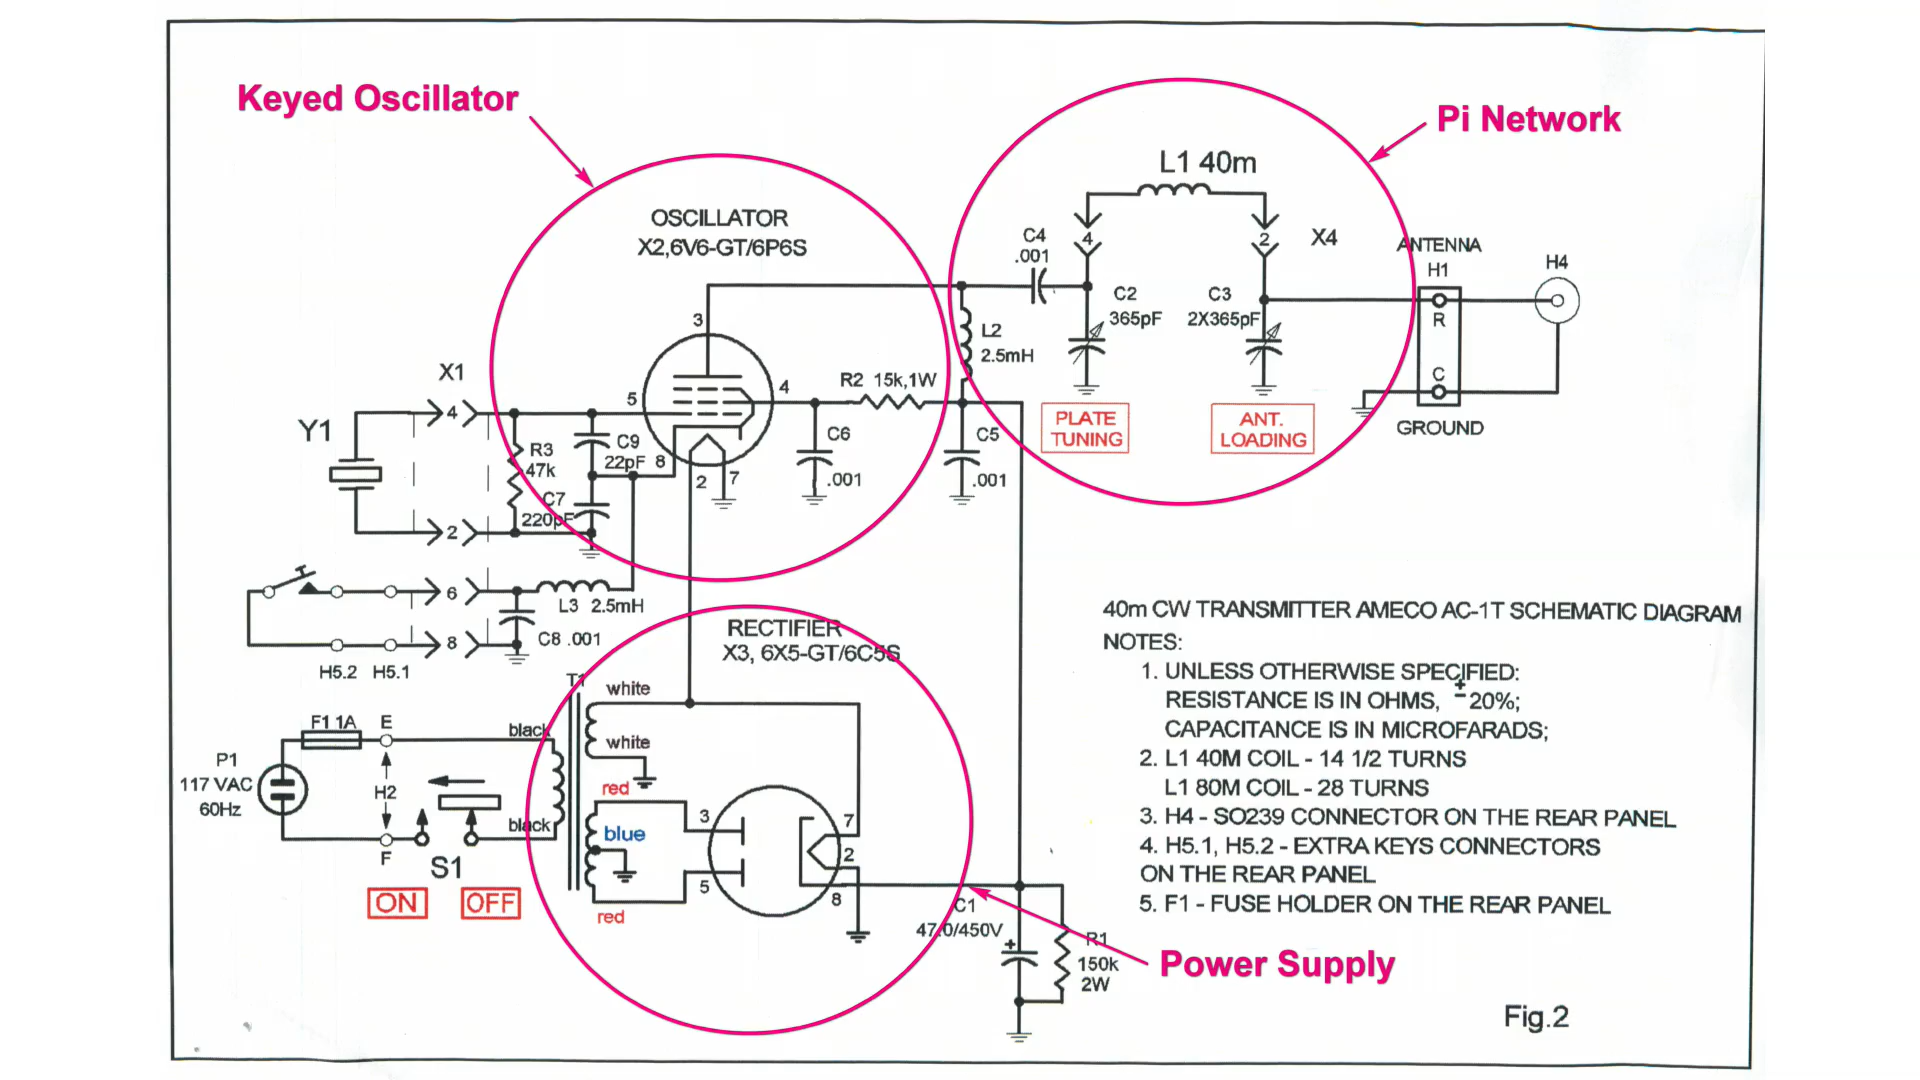 Keyed Oscillator
Pi Network
L1 40m
OSCILLATOR
X2,6V6-GT/6P6S
C4
.001
4
2
X4
ANTENNA
H1
H4
3
C2
365pF
C3
2X365pF
R
L2
2.5mH
X1
5
4
R2 15k,1W
C
PLATE
TUNING
ANT.
LOADING
GROUND
4
Y1
R3
47k
C9
22pF
8
2
7
C6
.001
C5
.001
C7
220pF
2
6
L3 2.5mH
8
C8 .001
H5.2 H5.1
RECTIFIER
X3, 6X5-GT/6C5S
40m CW TRANSMITTER AMECO AC-1T SCHEMATIC DIAGRAM
NOTES:
1. UNLESS OTHERWISE SPECIFIED:
RESISTANCE IS IN OHMS, ±20%;
CAPACITANCE IS IN MICROFARADS;
2. L1 40M COIL - 14 1/2 TURNS
L1 80M COIL - 28 TURNS
3. H4 - SO239 CONNECTOR ON THE REAR PANEL
4. H5.1, H5.2 - EXTRA KEYS CONNECTORS
ON THE REAR PANEL
5. F1 - FUSE HOLDER ON THE REAR PANEL
T1
white
white
red
blue
red
F1 1A
E
black
P1
117 VAC
60Hz
H2
black
F
S1
ON
OFF
3
5
7
2
8
C1
47.0/450V
+
R1
150k
2W
Power Supply
Fig.2